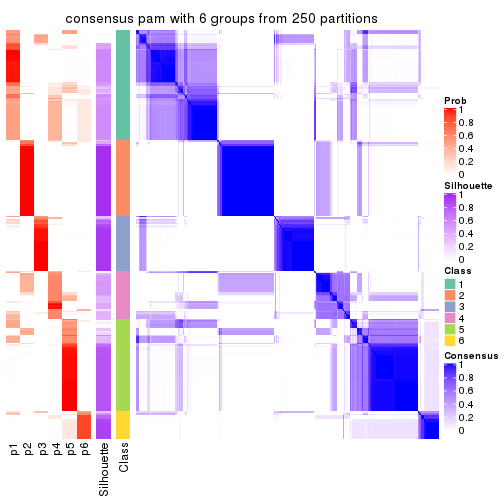 consensus pam with 6 groups from 250 partitions
Prob
1
0.8
0.6
0.4
0.2
0
Silhouette
1
0.8
0.6
0.4
0.2
0
Class
1
2
3
4
5
6
Consensus
1
0.8
0.6
0.4
0.2
0
p1
p2
p3
p4
p5
p6
Silhouette
Class